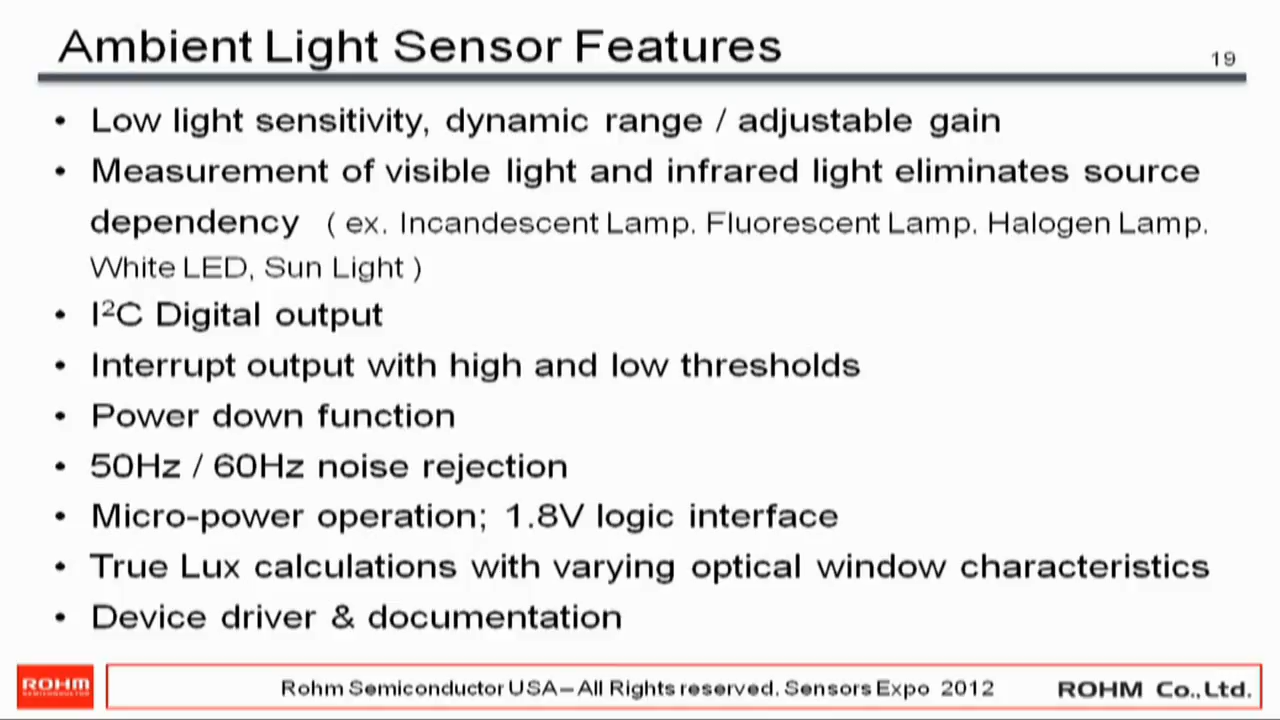 Ambient Light Sensor Features
19
• Low light sensitivity, dynamic range / adjustable gain
• Measurement of visible light and infrared light eliminates source
dependency ( ex. Incandescent Lamp. Fluorescent Lamp. Halogen Lamp.
White LED, Sun Light )
• I²C Digital output
• Interrupt output with high and low thresholds
• Power down function
• 50Hz / 60Hz noise rejection
• Micro-power operation; 1.8V logic interface
• True Lux calculations with varying optical window characteristics
• Device driver & documentation
ROHM
SEMICONDUCTOR
Rohm Semiconductor USA–All Rights reserved. Sensors Expo 2012
ROHM Co.,Ltd.